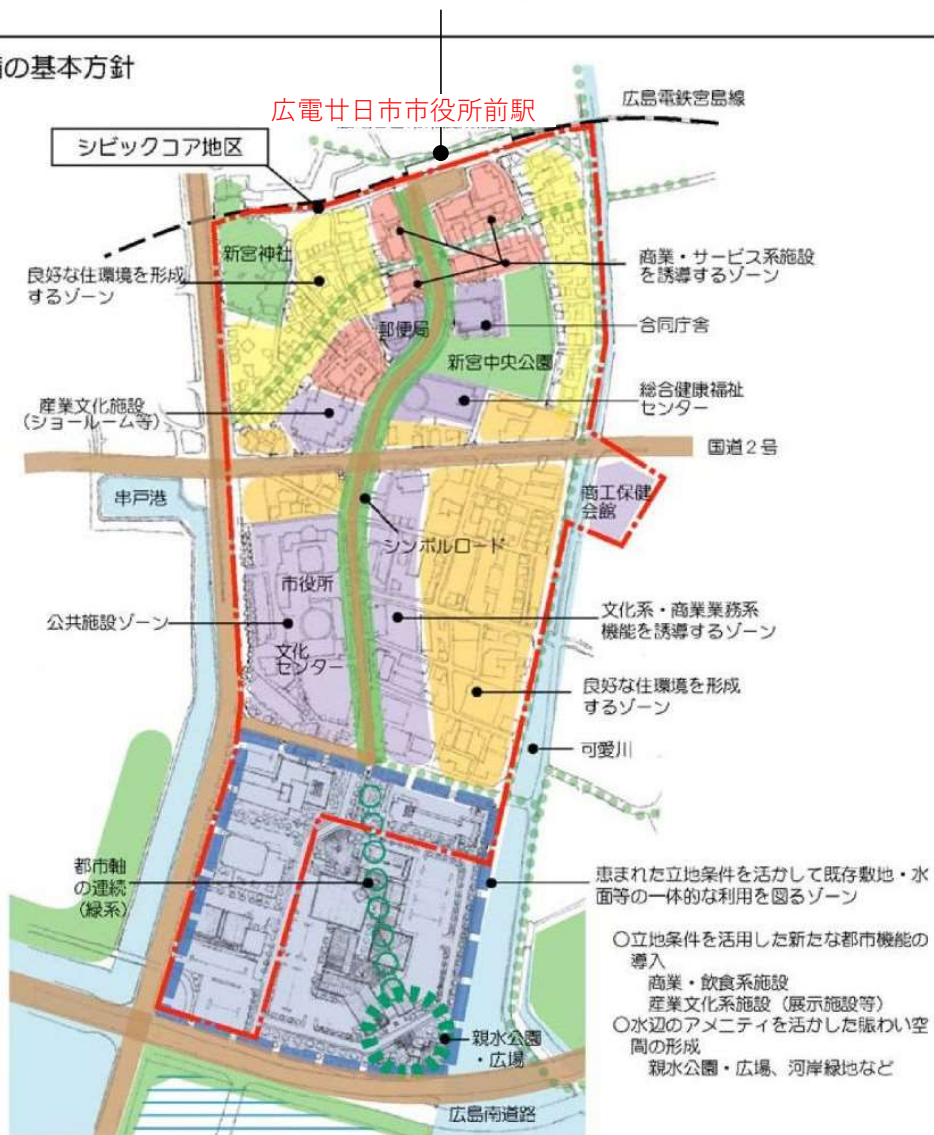 備の基本方針
広電廿日市市役所前駅
広島電鉄宮島線
シビックコア地区
新宮神社
良好な住環境を形成
するゾーン
商業・サービス系施設
を誘導するゾーン
郵便局
合同庁舎
新宮中央公園
産業文化施設
(ショールーム等)
総合健康福祉
センター
国道2号
串戸港
商工保健
会館
シンボルロード
市役所
公共施設ゾーン
文化
センター
文化系・商業業務系
機能を誘導するゾーン
良好な住環境を形成
するゾーン
可愛川
都市軸
の連続
(緑系)
恵まれた立地条件を活かして既存敷地・水
面等の一体的な利用を図るゾーン
○立地条件を活用した新たな都市機能の
導入
商業・飲食系施設
産業文化系施設(展示施設等)
○水辺のアメニティを活かした賑わい空
間の形成
親水公園・広場、河岸緑地など
親水公園
・広場
広島南道路